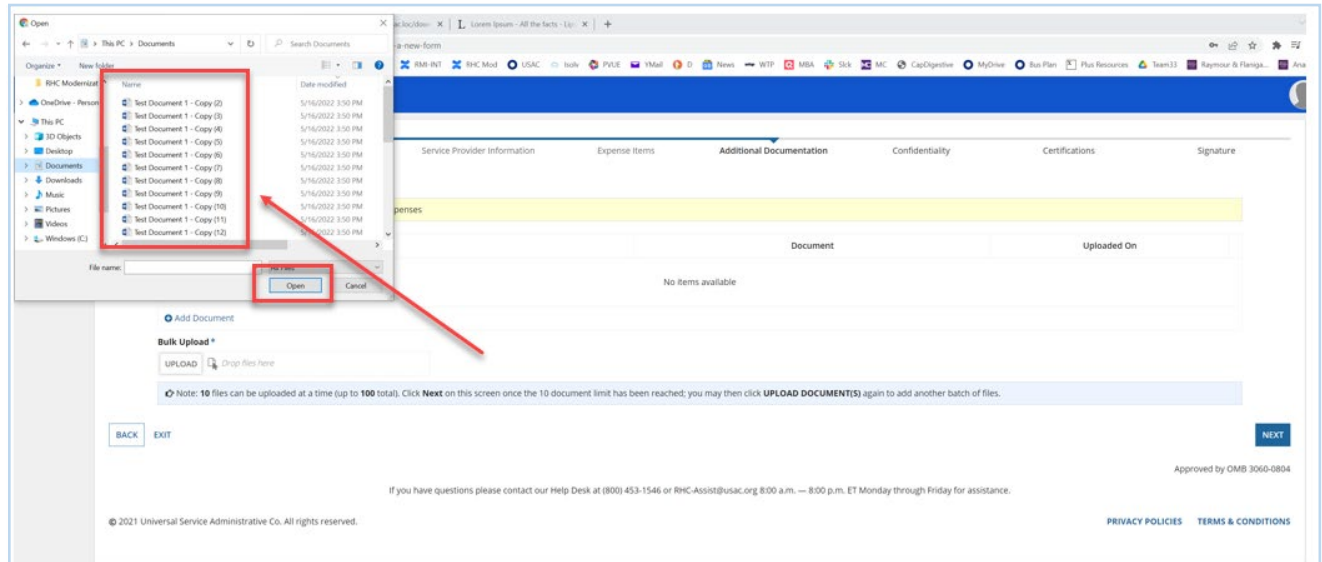 Open
This PC > Documents
Search Documents
Organize
New folder
RHC Modernizat
OneDrive - Person
This PC
3D Objects
Desktop
Documents
Downloads
Music
Pictures
Videos
Windows (C:)
Name
Date modified
Test Document 1 - Copy (2) 5/16/2022 3:50 PM
Test Document 1 - Copy (3) 5/16/2022 3:50 PM
Test Document 1 - Copy (4) 5/16/2022 3:50 PM
Test Document 1 - Copy (5) 5/16/2022 3:50 PM
Test Document 1 - Copy (6) 5/16/2022 3:50 PM
Test Document 1 - Copy (7) 5/16/2022 3:50 PM
Test Document 1 - Copy (8) 5/16/2022 3:50 PM
Test Document 1 - Copy (9) 5/16/2022 3:50 PM
Test Document 1 - Copy (10) 5/16/2022 3:50 PM
Test Document 1 - Copy (11) 5/16/2022 3:50 PM
Test Document 1 - Copy (12) 5/16/2022 3:50 PM
File name:
All Files
Open Cancel
Lorem Ipsum - All the facts - Lip
-a-new-form
RMI-INT RHC Mod USAC Isolv PVUE YMail D News WTP MBA Slck MC CapDigestive MyDrive Bus Plan Plus Resources Team33 Raymour & Flaniga... Ana
Service Provider Information Expense Items Additional Documentation Confidentiality Certifications Signature
penses
Document Uploaded On
No items available
Add Document
Bulk Upload *
UPLOAD Drop files here
Note: 10 files can be uploaded at a time (up to 100 total). Click Next on this screen once the 10 document limit has been reached; you may then click UPLOAD DOCUMENT(S) again to add another batch of files.
BACK EXIT NEXT
Approved by OMB 3060-0804
If you have questions please contact our Help Desk at (800) 453-1546 or RHC-Assist@usac.org 8:00 a.m. — 8:00 p.m. ET Monday through Friday for assistance.
© 2021 Universal Service Administrative Co. All rights reserved. PRIVACY POLICIES TERMS & CONDITIONS